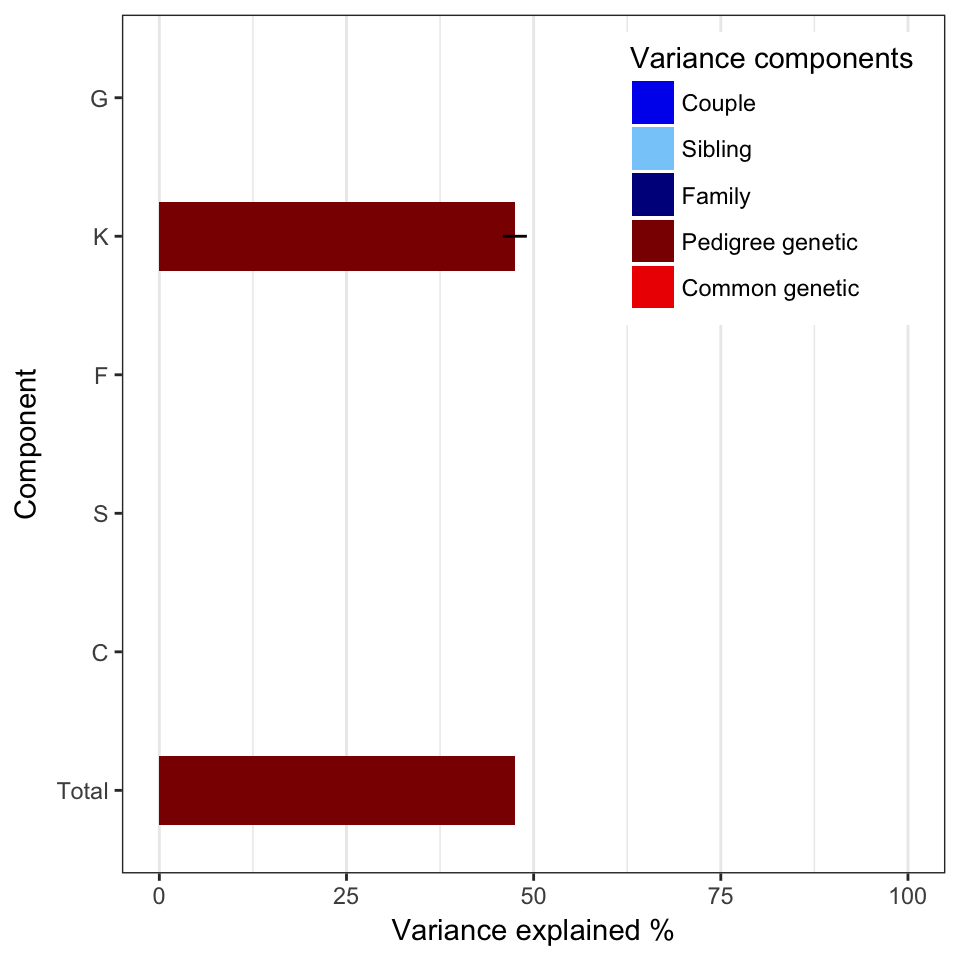 Variance components
Couple
Sibling
Family
Pedigree genetic
Common genetic
G
K
F
S
C
Total
Component
0 25 50 75 100
Variance explained %